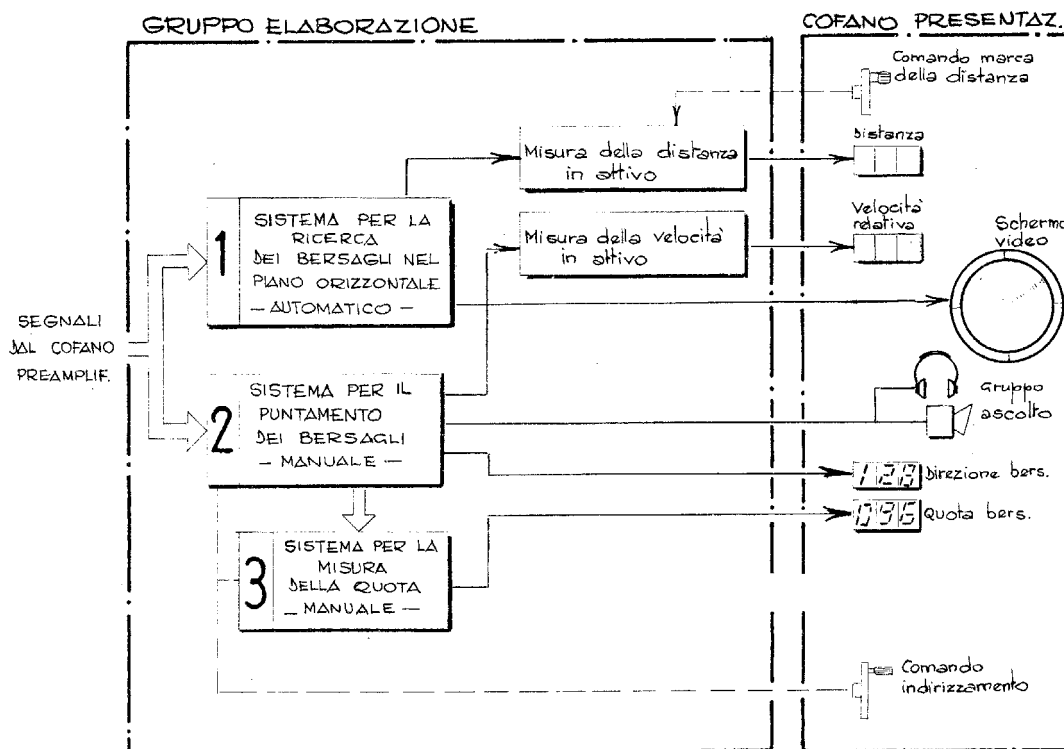 GRUPPO ELABORAZIONE
COFANO PRESENTAZ.
Comando marca
della distanza
Distanza
Misura della distanza
in attivo
Velocità
relativa
Misura della velocità
in attivo
Schermo
video
1
SISTEMA PER LA
RICERCA
DEI BERSAGLI NEL
PIANO ORIZZONTALE
— AUTOMATICO —
SEGNALI
DAL COFANO
PREAMPLIF.
2
SISTEMA PER IL
PUNTAMENTO
DEI BERSAGLI
— MANUALE —
Gruppo
ascolto
128 Direzione bers.
Quota bers.
3
SISTEMA PER LA
MISURA
DELLA QUOTA
— MANUALE —
Comando
indirizzamento